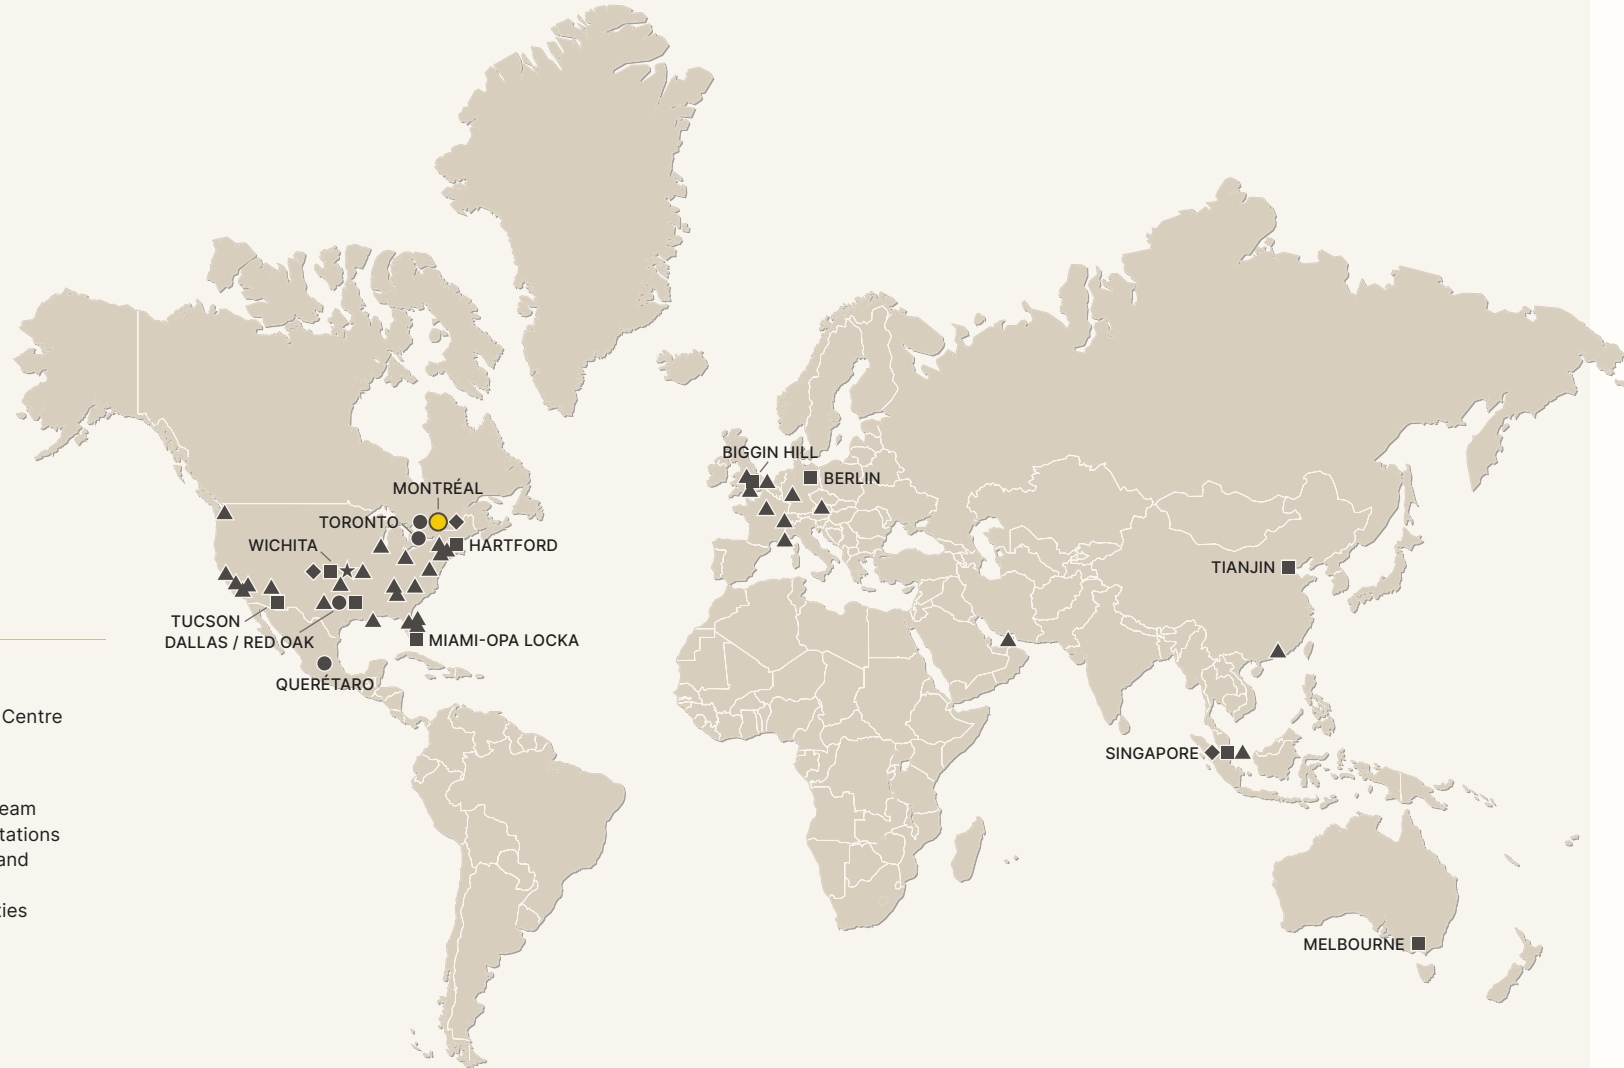 BIGGIN HILL
BERLIN
MONTRÉAL
TORONTO
WICHITA
HARTFORD
TIANJIN
TUCSON
DALLAS / RED OAK
MIAMI-OPA LOCKA
QUERÉTARO
Centre
SINGAPORE
eam
tations
and
ties
MELBOURNE